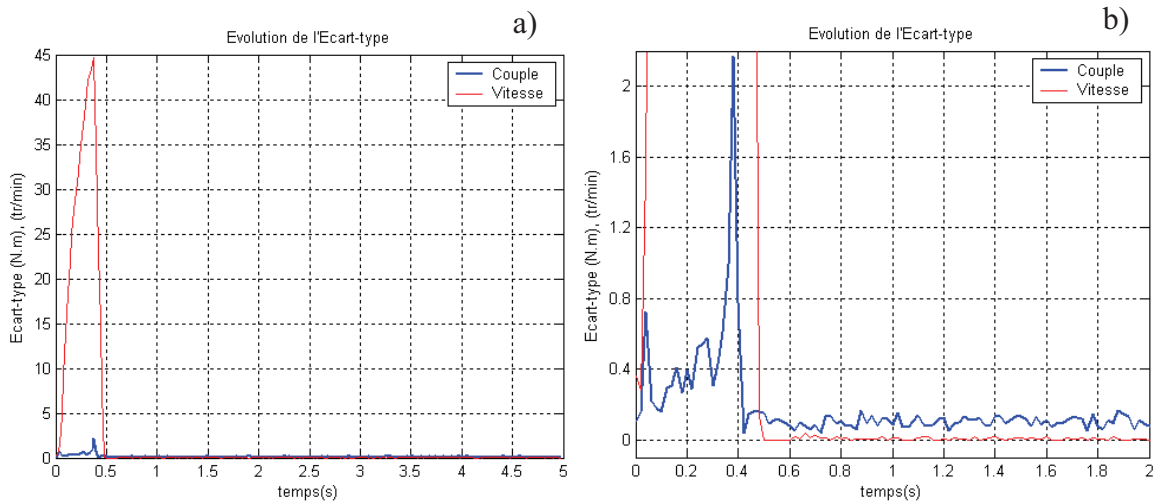 a)
Evolution de l'Ecart-type
Couple
Vitesse
Ecart-type (N.m), (tr/min)
45
40
35
30
25
20
15
10
5
0
0 0.5 1 1.5 2 2.5 3 3.5 4 4.5 5
temps(s)
b)
Evolution de l'Ecart-type
Couple
Vitesse
Ecart-type (N.m), (tr/min)
2
1.6
1.2
0.8
0.4
0
0 0.2 0.4 0.6 0.8 1 1.2 1.4 1.6 1.8 2
temps(s)